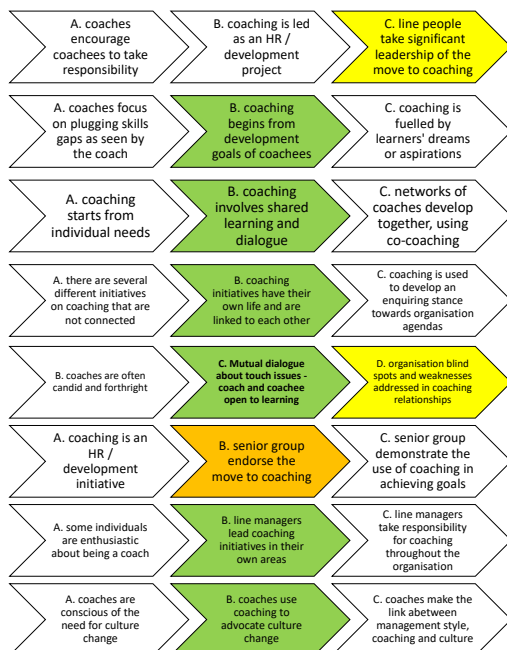 A. coaches
encourage
coachees to take
responsibility
B. coaching is led
as an HR /
development
project
C. line people
take significant
leadership of the
move to coaching
A. coaches focus
on plugging skills
gaps as seen by
the coach
B. coaching
begins from
development
goals of coachees
C. coaching is
fuelled by
learners' dreams
or aspirations
A. coaching
starts from
individual needs
B. coaching
involves shared
learning and
dialogue
C. networks of
coaches develop
together, using
co-coaching
A. there are several
different initiatives
on coaching that
are not connected
B. coaching
initiatives have their
own life and are
linked to each other
C. coaching is used
to develop an
enquiring stance
towards organisation
agendas
B. coaches are often
candid and forthright
C. Mutual dialogue
about touch issues -
coach and coachee
open to learning
D. organisation blind
spots and weaknesses
addressed in coaching
relationships
A. coaching is an
HR /
development
initiative
B. senior group
endorse the
move to coaching
C. senior group
demonstrate the
use of coaching in
achieving goals
A. some individuals
are enthusiastic
about being a coach
B. line managers
lead coaching
initiatives in their
own areas
C. line managers
take responsibility
for coaching
throughout the
organisation
A. coaches are
conscious of the
need for culture
change
B. coaches use
coaching to
advocate culture
change
C. coaches make the
link abetween
management style,
coaching and culture